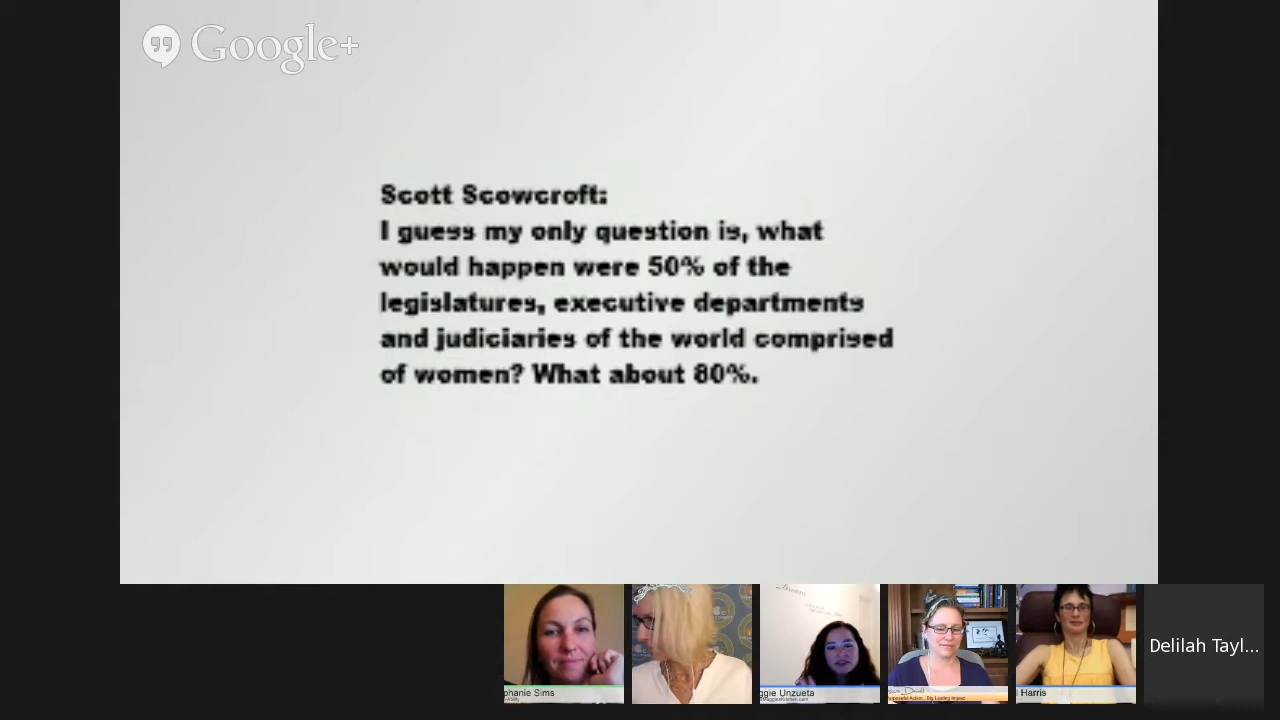 Google+
Scott Scowcroft:
I guess my only question is, what
would happen were 50% of the
legislatures, executive departments
and judiciaries of the world comprised
of women? What about 80%.
phanie Sims
ggie Unzueta
Harris
Delilah Tayl...